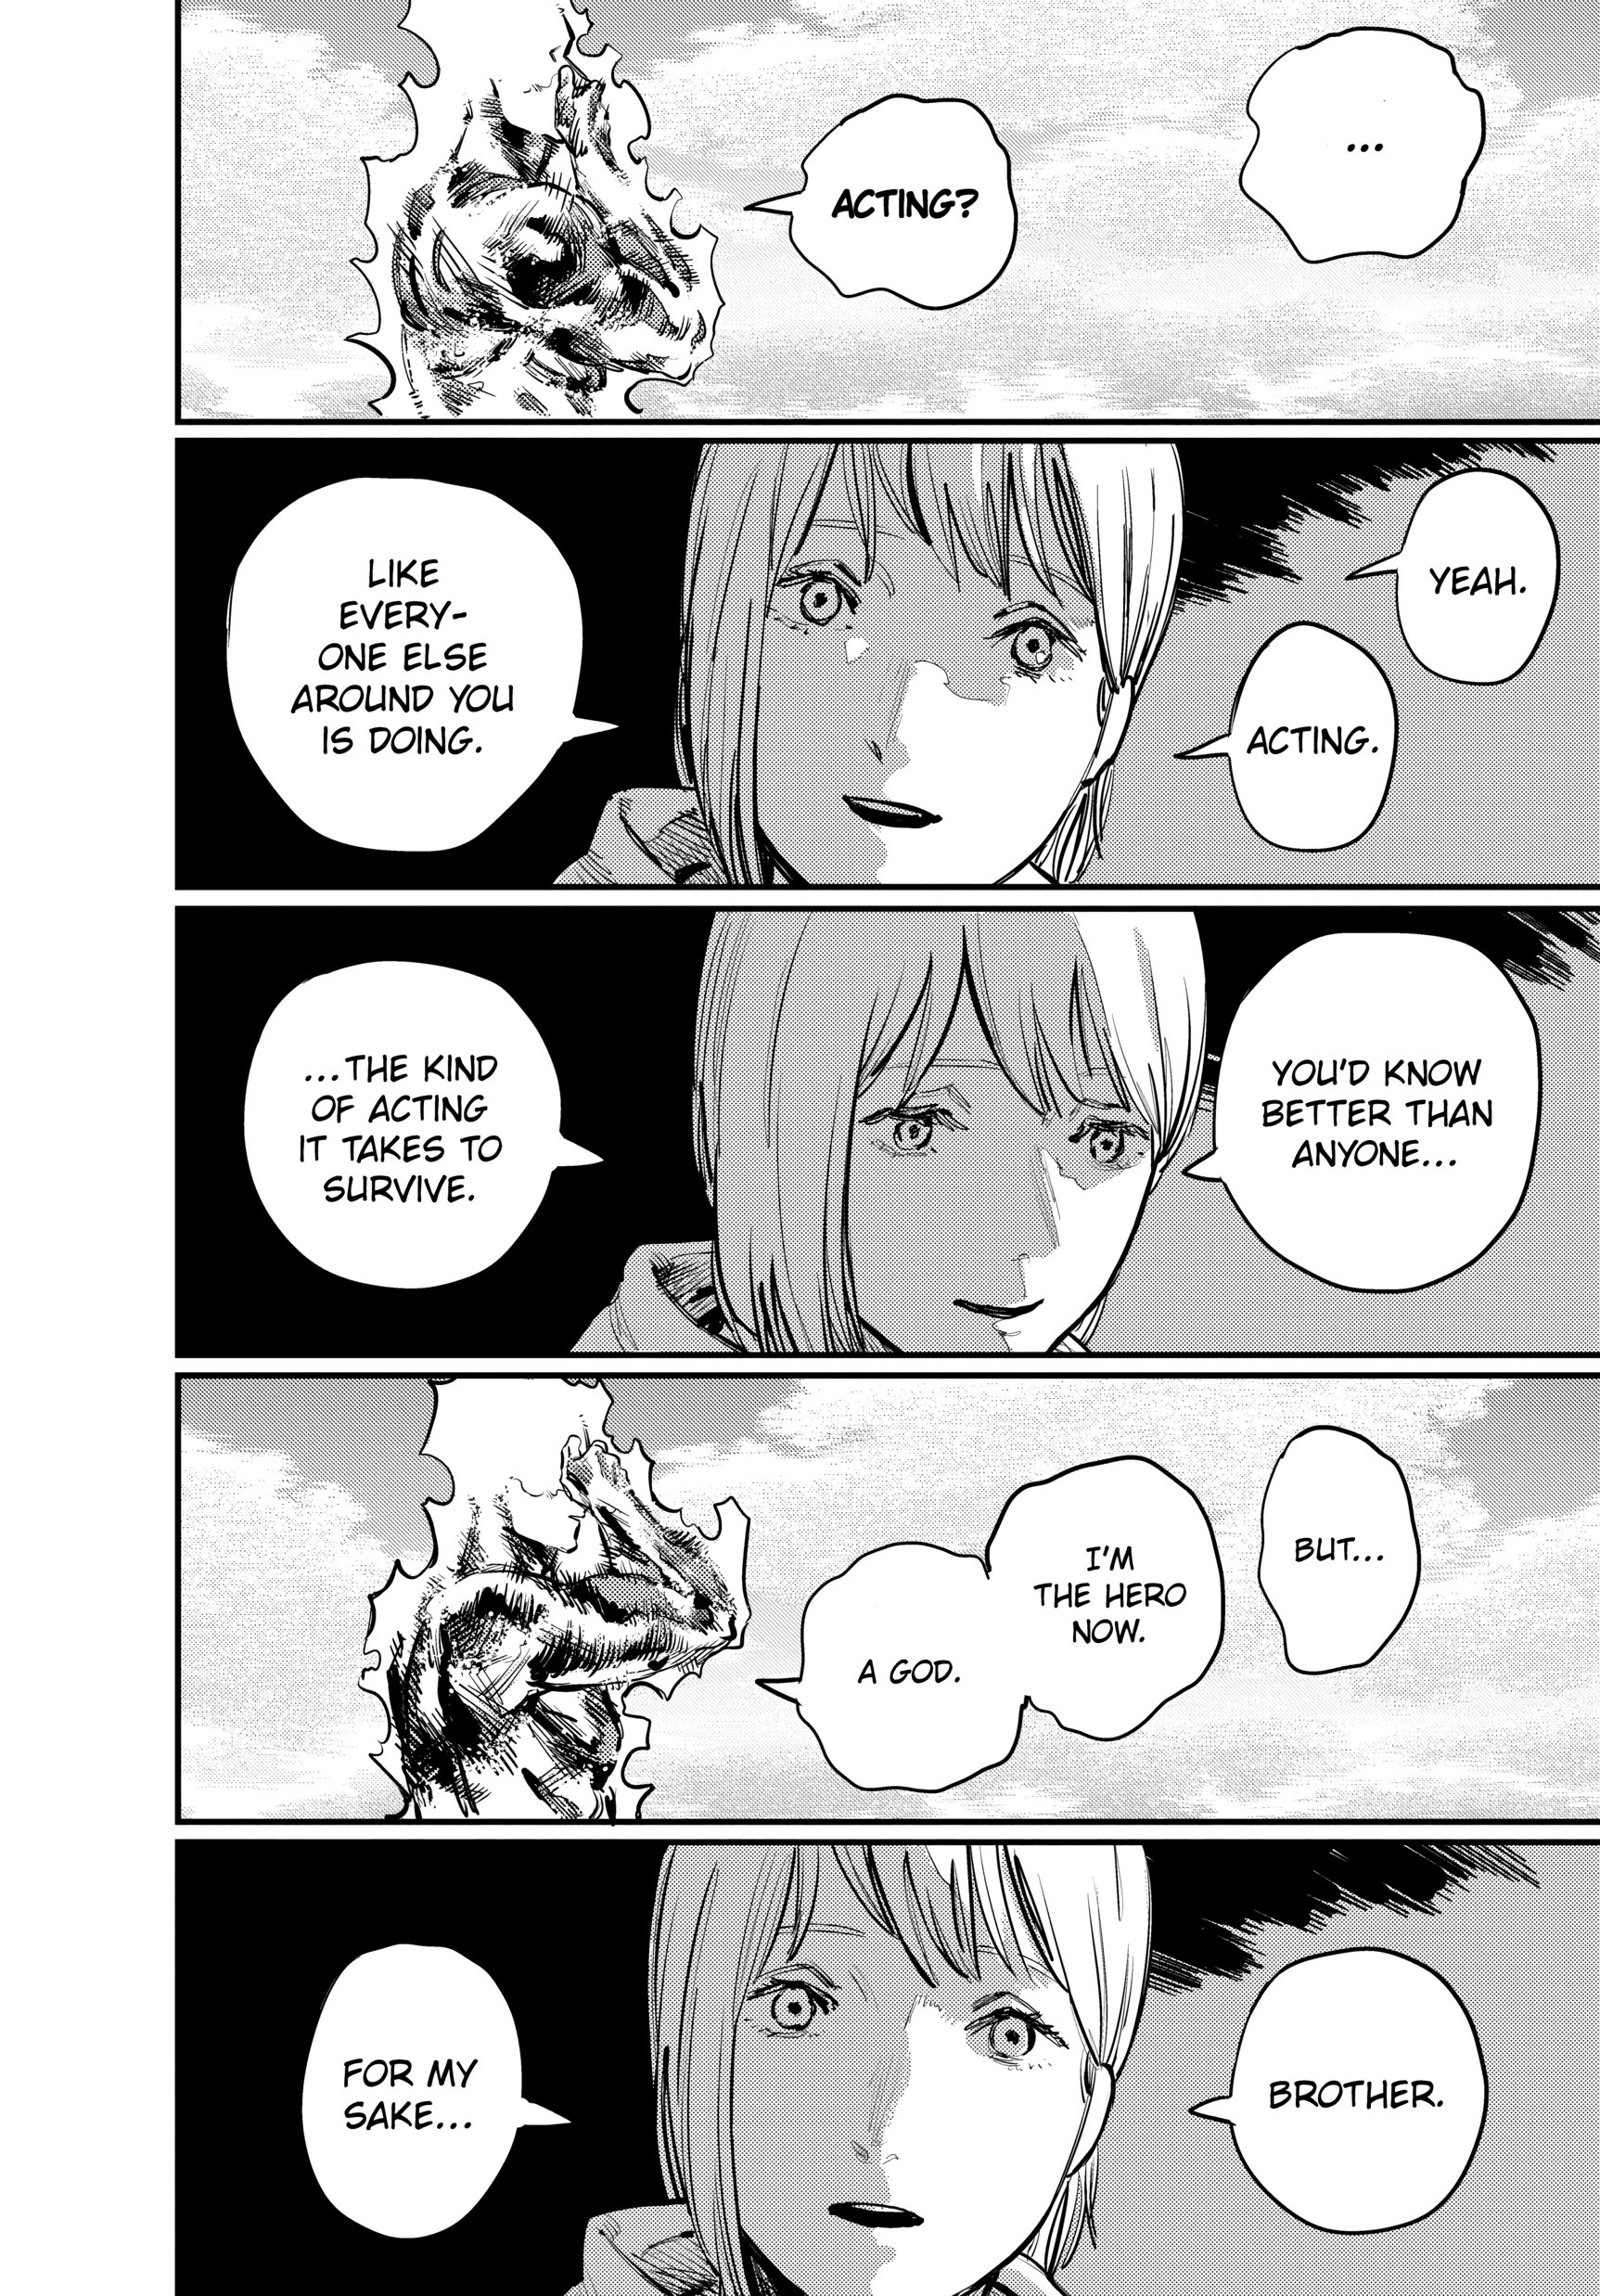 ...
ACTING?
YEAH.
ACTING.
LIKE
EVERY-
ONE ELSE
AROUND YOU
IS DOING.
YOU'D KNOW
BETTER THAN
ANYONE...
...THE KIND
OF ACTING
IT TAKES TO
SURVIVE.
BUT...
I'M
THE HERO
NOW.
A GOD.
BROTHER.
FOR MY
SAKE...